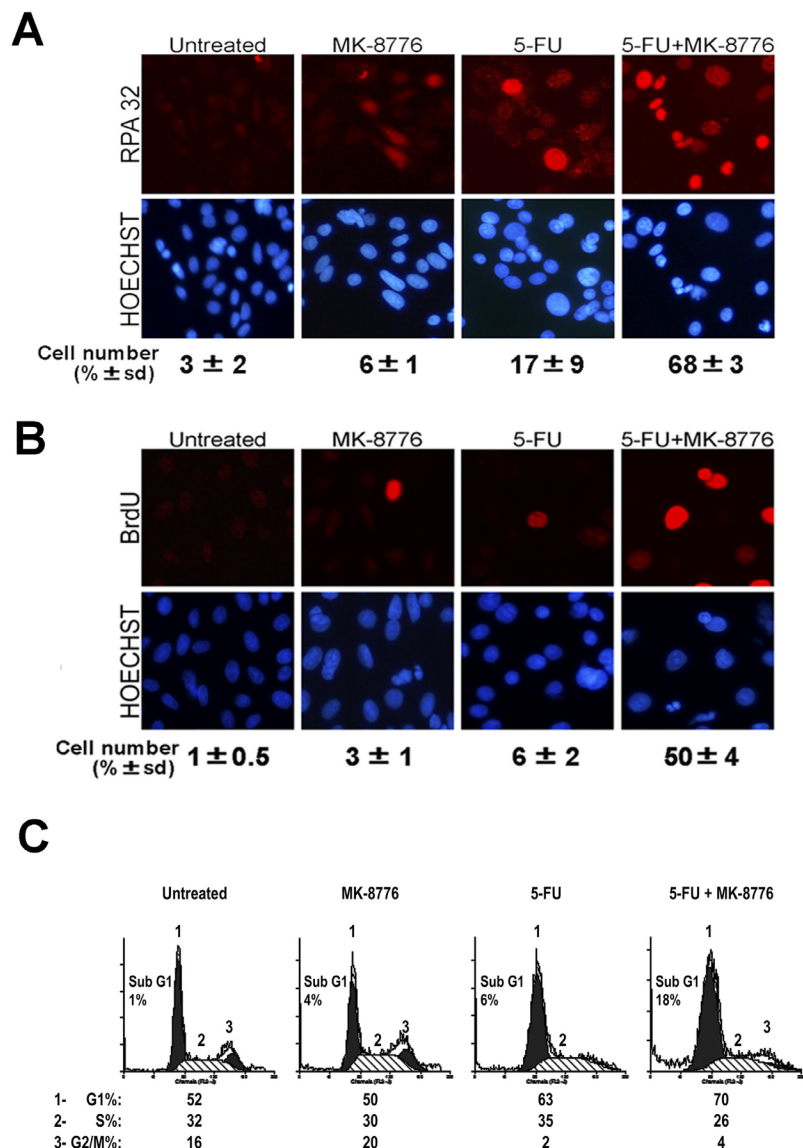 A
Untreated MK-8776 5-FU 5-FU+MK-8776
RPA 32
HOECHST
Cell number
(% ± sd) 3 ± 2 6 ± 1 17 ± 9 68 ± 3
B
Untreated MK-8776 5-FU 5-FU+MK-8776
BrdU
HOECHST
Cell number
(% ± sd) 1 ± 0.5 3 ± 1 6 ± 2 50 ± 4
C
Untreated MK-8776 5-FU 5-FU + MK-8776
1 1 1 1
Sub G1 Sub G1 Sub G1 Sub G1
1% 4% 6% 18%
2 3 2 3 2 2 3
1- G1%: 52 50 63 70
2- S%: 32 30 35 26
3- G2/M%: 16 20 2 4